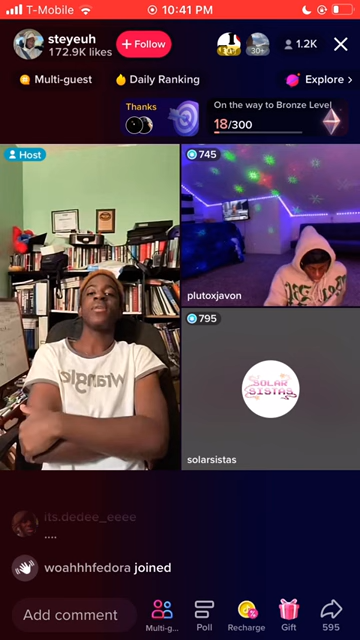 T-Mobile
10:41 PM
steyeuh
172.9K likes
+ Follow
30+
1.2K
Multi-guest
Daily Ranking
Explore >
Thanks
On the way to Bronze Level
18/300
Host
745
plutoxjavon
Wrangler
795
SOLAR
SISTAS
solarsistas
its.dedee_eeee
....
woahhhfedora joined
Add comment
Multi-g...
Poll
Recharge
Gift
595